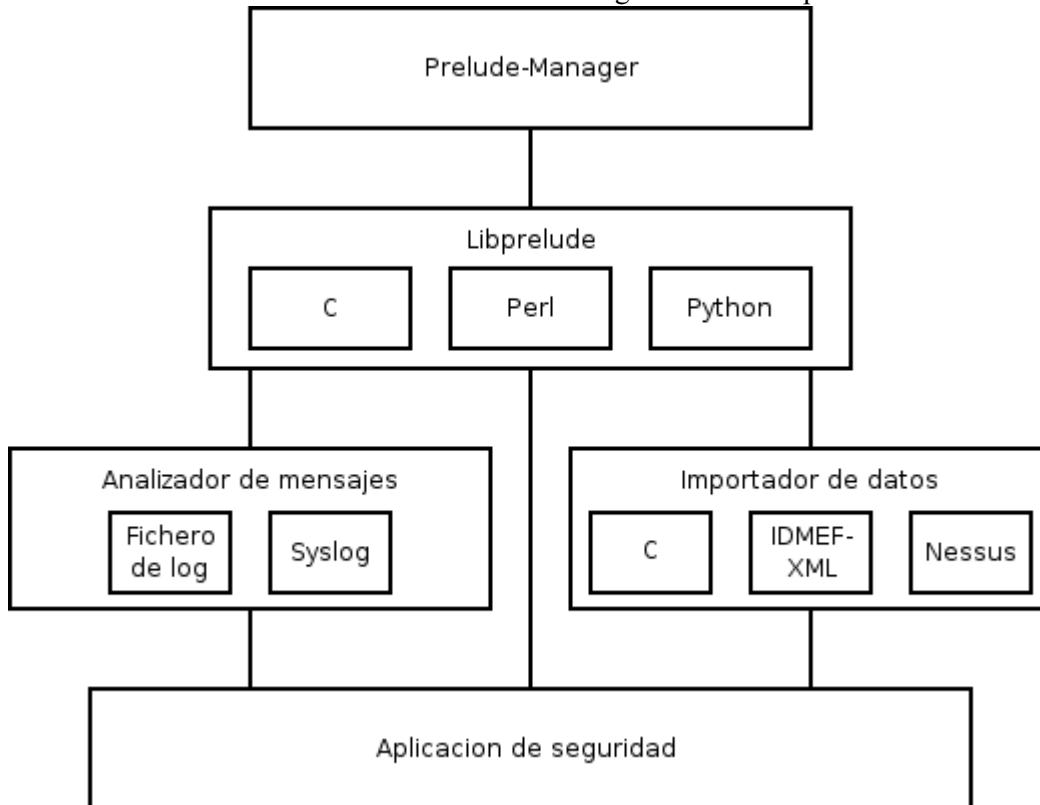 Prelude-Manager
Libprelude
C
Perl
Python
Analizador de mensajes
Fichero
de log
Syslog
Importador de datos
C
IDMEF-
XML
Nessus
Aplicacion de seguridad